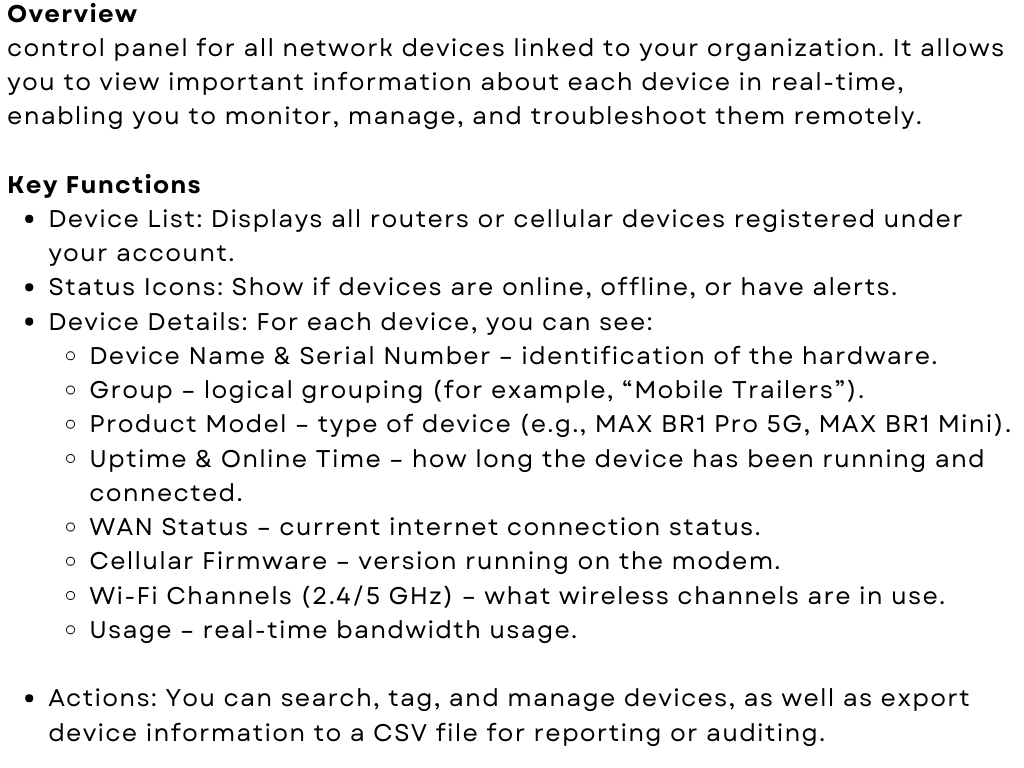 Overview
control panel for all network devices linked to your organization. It allows
you to view important information about each device in real-time,
enabling you to monitor, manage, and troubleshoot them remotely.
Key Functions
• Device List: Displays all routers or cellular devices registered under
your account.
• Status Icons: Show if devices are online, offline, or have alerts.
• Device Details: For each device, you can see:
◦ Device Name & Serial Number – identification of the hardware.
◦ Group – logical grouping (for example, “Mobile Trailers”).
◦ Product Model – type of device (e.g., MAX BR1 Pro 5G, MAX BR1 Mini).
◦ Uptime & Online Time – how long the device has been running and
connected.
◦ WAN Status – current internet connection status.
◦ Cellular Firmware – version running on the modem.
◦ Wi-Fi Channels (2.4/5 GHz) – what wireless channels are in use.
◦ Usage – real-time bandwidth usage.
• Actions: You can search, tag, and manage devices, as well as export
device information to a CSV file for reporting or auditing.